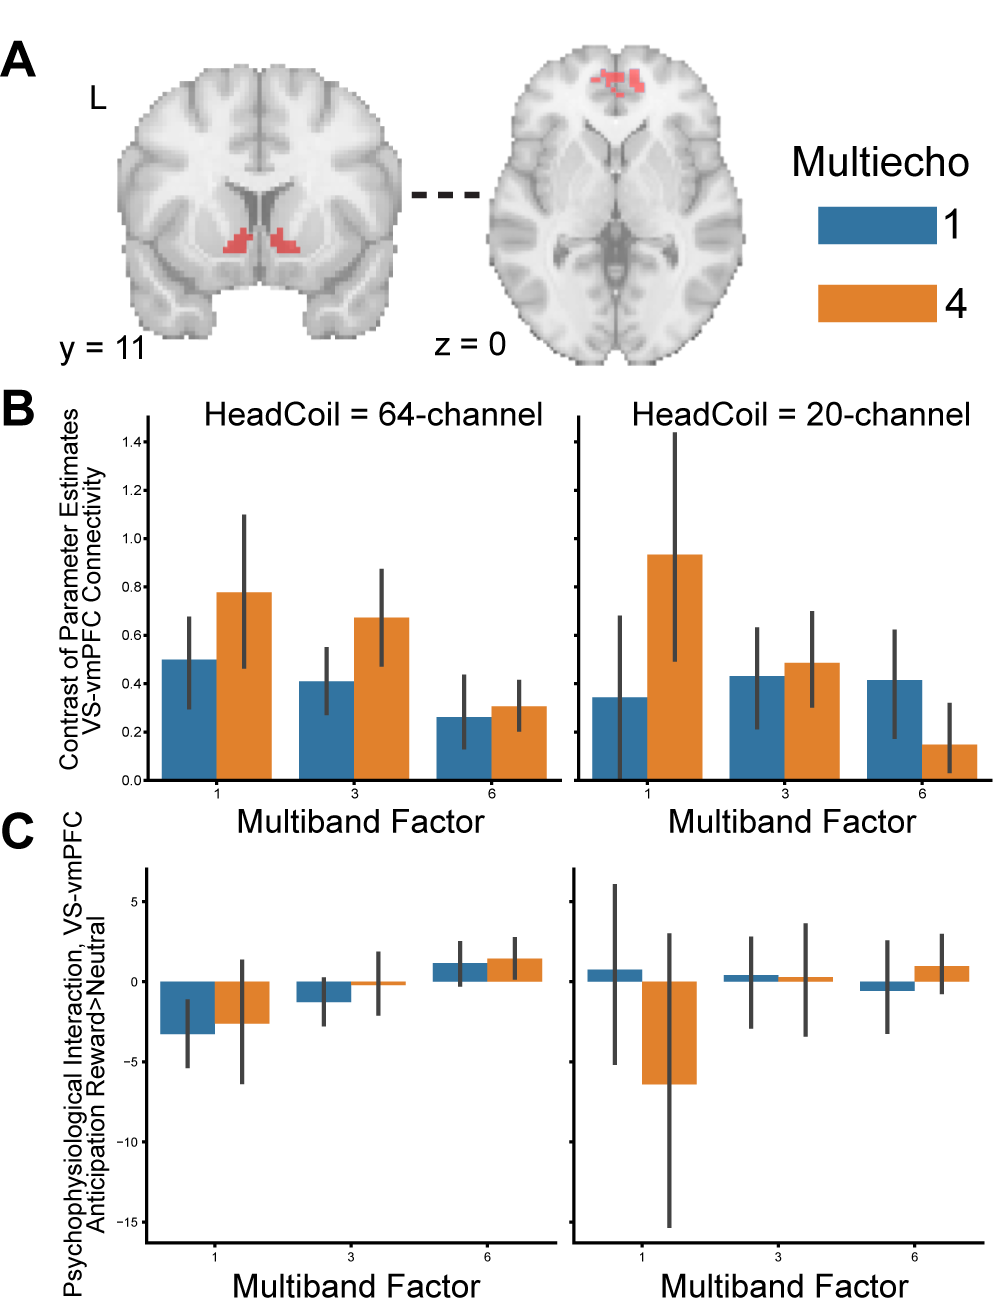 A
L
y = 11
z = 0
Multiecho
1
4
B
HeadCoil = 64-channel
HeadCoil = 20-channel
Contrast of Parameter Estimates
VS-vmPFC Connectivity
1.4
1.2
1.0
0.8
0.6
0.4
0.2
0.0
1 3 6
1 3 6
Multiband Factor
Multiband Factor
C
Psychophysiological Interaction, VS-vmPFC
Anticipation Reward>Neutral
5
0
−5
−10
−15
1 3 6
1 3 6
Multiband Factor
Multiband Factor